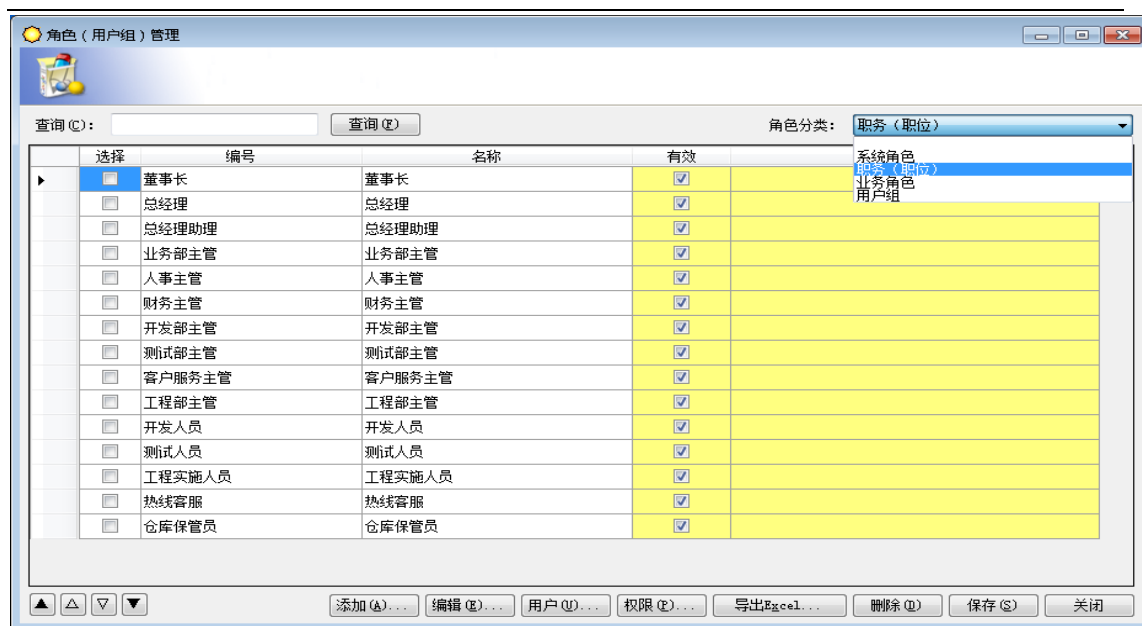 角色（用户组）管理
查询(C): 查询(F) 角色分类: 职务（职位）
选择 编号 名称 有效
系统角色
职务（职位）
业务角色
用户组
董事长 董事长
总经理 总经理
总经理助理 总经理助理
业务部主管 业务部主管
人事主管 人事主管
财务主管 财务主管
开发部主管 开发部主管
测试部主管 测试部主管
客户服务主管 客户服务主管
工程部主管 工程部主管
开发人员 开发人员
测试人员 测试人员
工程实施人员 工程实施人员
热线客服 热线客服
仓库保管员 仓库保管员
添加(A)... 编辑(E)... 用户(U)... 权限(P)... 导出Excel... 删除(D) 保存(S) 关闭